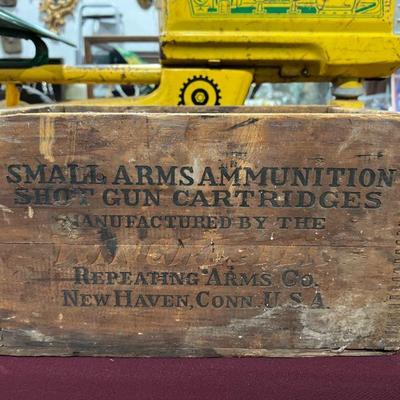 SMALL ARMS AMMUNITION
SHOT GUN CARTRIDGES
MANUFACTURED BY THE
REPEATING ARMS CO.
NEW HAVEN, CONN. U.S.A.